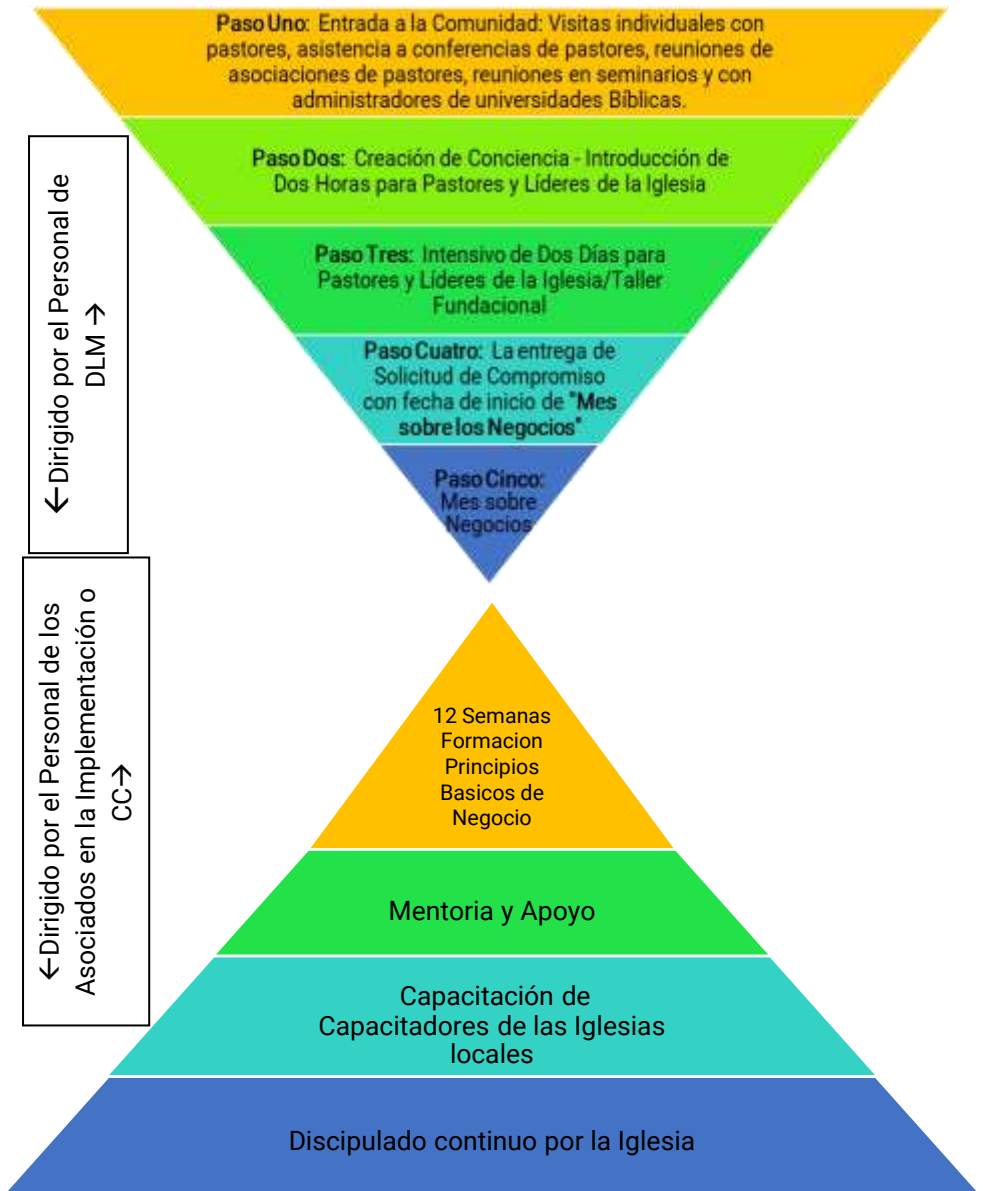 Paso Uno: Entrada a la Comunidad: Visitas individuales con
pastores, asistencia a conferencias de pastores, reuniones de
asociaciones de pastores, reuniones en seminarios y con
administradores de universidades Bíblicas.
Paso Dos: Creación de Conciencia - Introducción de
Dos Horas para Pastores y Líderes de la Iglesia
Paso Tres: Intensivo de Dos Días para
Pastores y Líderes de la Iglesia/Taller
Fundacional
Paso Cuatro: La entrega de
Solicitud de Compromiso
con fecha de inicio de "Mes
sobre los Negocios"
Paso Cinco:
Mes sobre
Negocios
←Dirigido por el Personal de
DLM →
←Dirigido por el Personal de los
Asociados en la Implementación o
CC→
12 Semanas
Formacion
Principios
Basicos de
Negocio
Mentoria y Apoyo
Capacitación de
Capacitadores de las Iglesias
locales
Discipulado continuo por la Iglesia